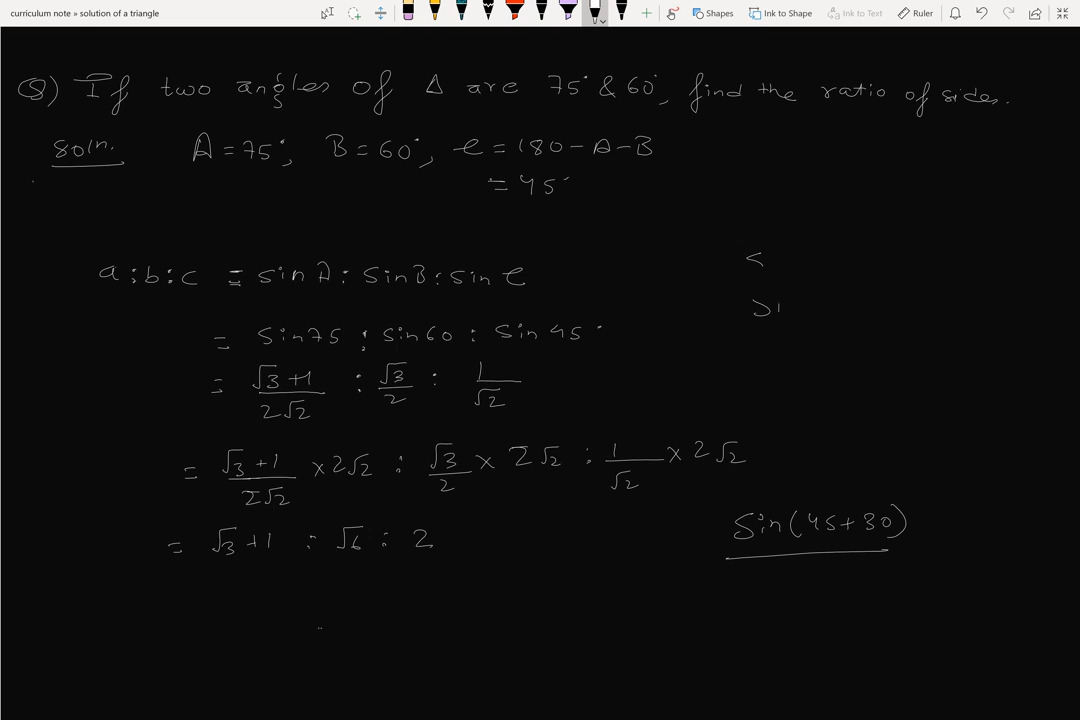 curriculum note » solution of a triangle
Shapes Ink to Shape Ink to Text Ruler
Q) If two angles of Δ are 75° & 60°, find the ratio of sides.
Soln. A = 75°, B = 60°, C = 180 - A - B
= 45°
a : b : c = sin A : sin B : sin C
= sin 75 : sin 60 : sin 45°
= (√3 + 1)/(2√2) : √3/2 : 1/√2
= (√3 + 1)/(2√2) × 2√2 : √3/2 × 2√2 : 1/√2 × 2√2
sin(45+30)
= √3 + 1 : √6 : 2